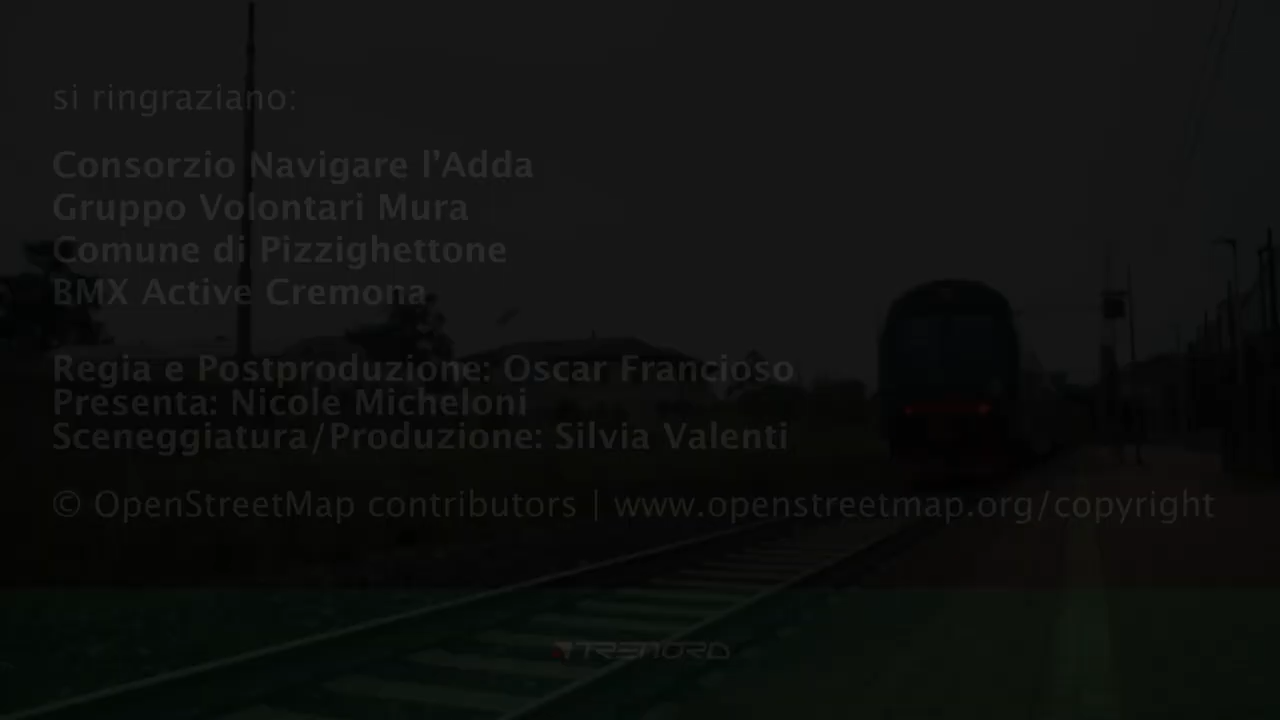 si ringraziano:
Consorzio Navigare l’Adda
Gruppo Volontari Mura
Comune di Pizzighettone
BMX Active Cremona
Regia e Postproduzione: Oscar Francioso
Presenta: Nicole Micheloni
Sceneggiatura/Produzione: Silvia Valenti
© OpenStreetMap contributors | www.openstreetmap.org/copyright
TRENORD